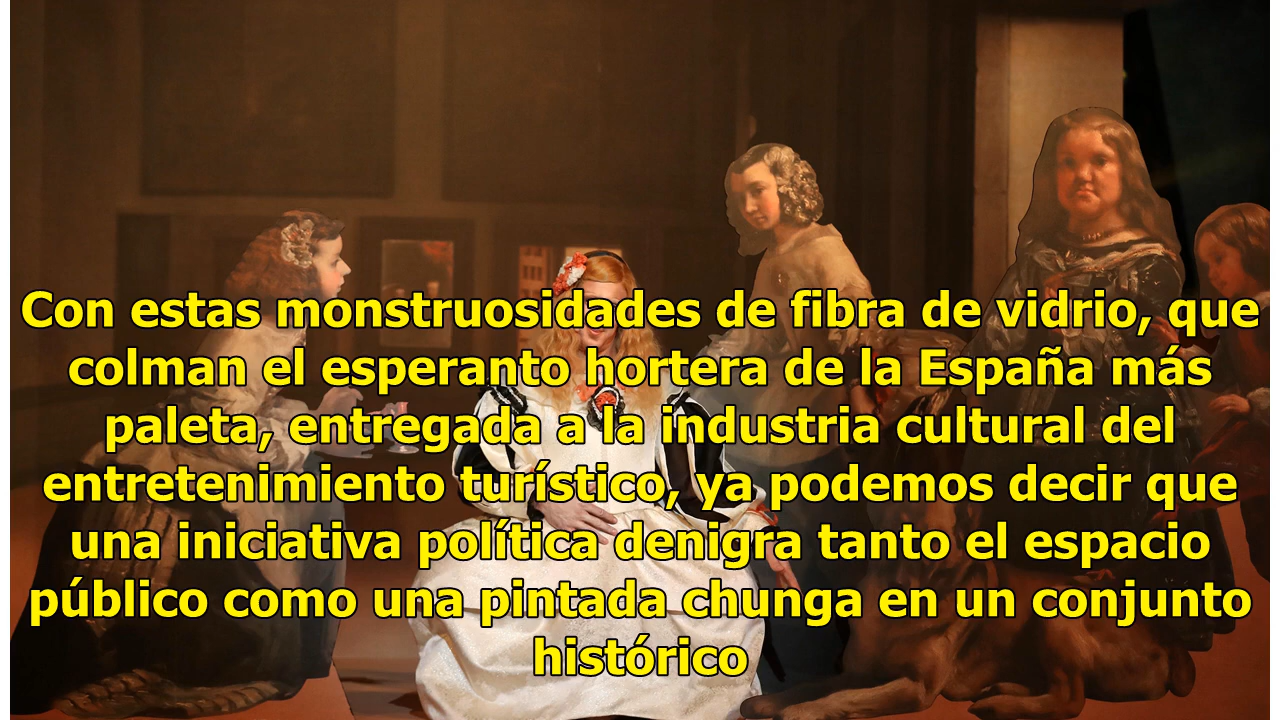 Con estas monstruosidades de fibra de vidrio, que
colman el esperanto hortera de la España más
paleta, entregada a la industria cultural del
entretenimiento turístico, ya podemos decir que
una iniciativa política denigra tanto el espacio
público como una pintada chunga en un conjunto
histórico